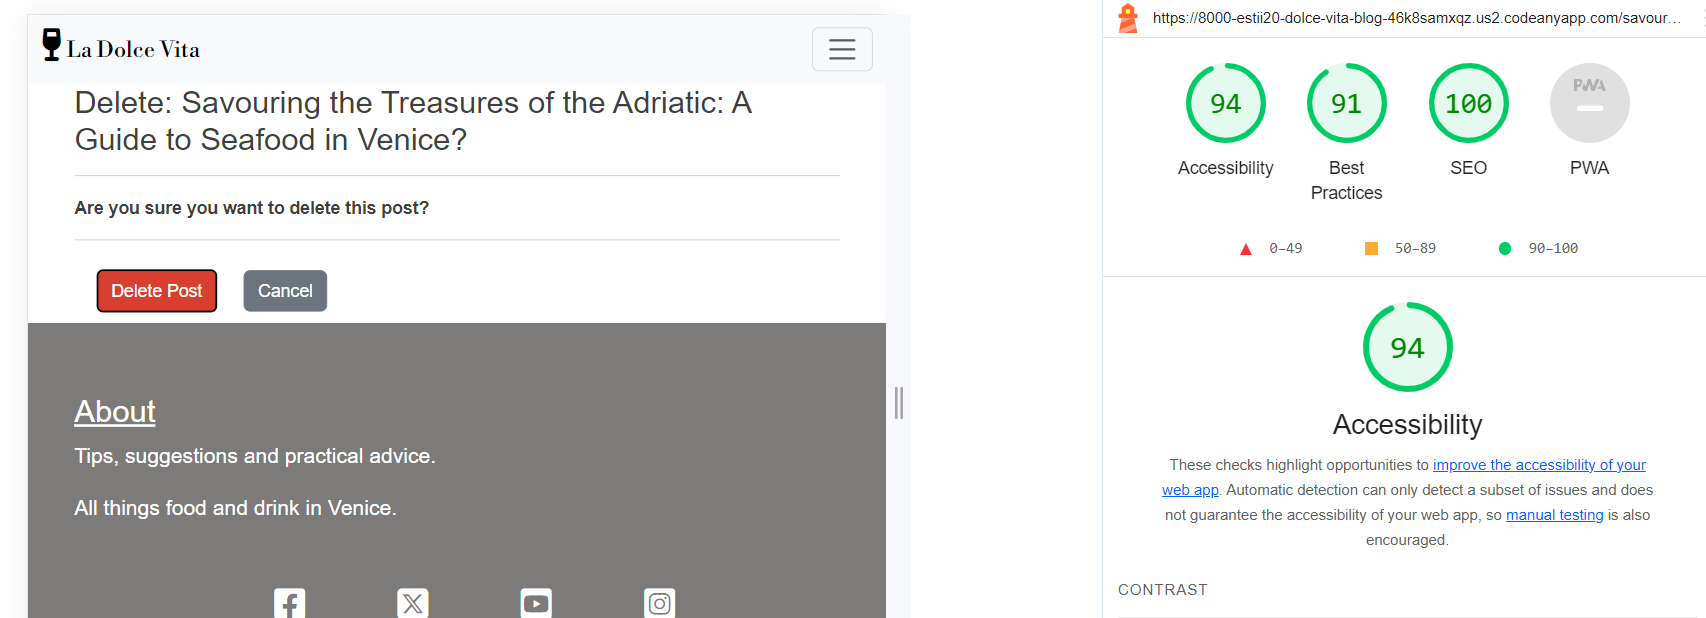 La Dolce Vita
Delete: Savouring the Treasures of the Adriatic: A
Guide to Seafood in Venice?
Are you sure you want to delete this post?
Delete Post
Cancel
About
Tips, suggestions and practical advice.
All things food and drink in Venice.
https://8000-estii20-dolce-vita-blog-46k8samxqz.us2.codeanyapp.com/savour...
94
91
100
PWA
Accessibility
Best
Practices
SEO
PWA
0–49
50–89
90–100
94
Accessibility
These checks highlight opportunities to improve the accessibility of your
web app. Automatic detection can only detect a subset of issues and does
not guarantee the accessibility of your web app, so manual testing is also
encouraged.
CONTRAST